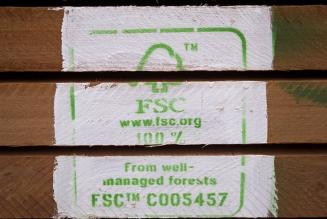 TM
FSC
www.fsc.org
100 %
From well-
managed forests
FSC™ C005457